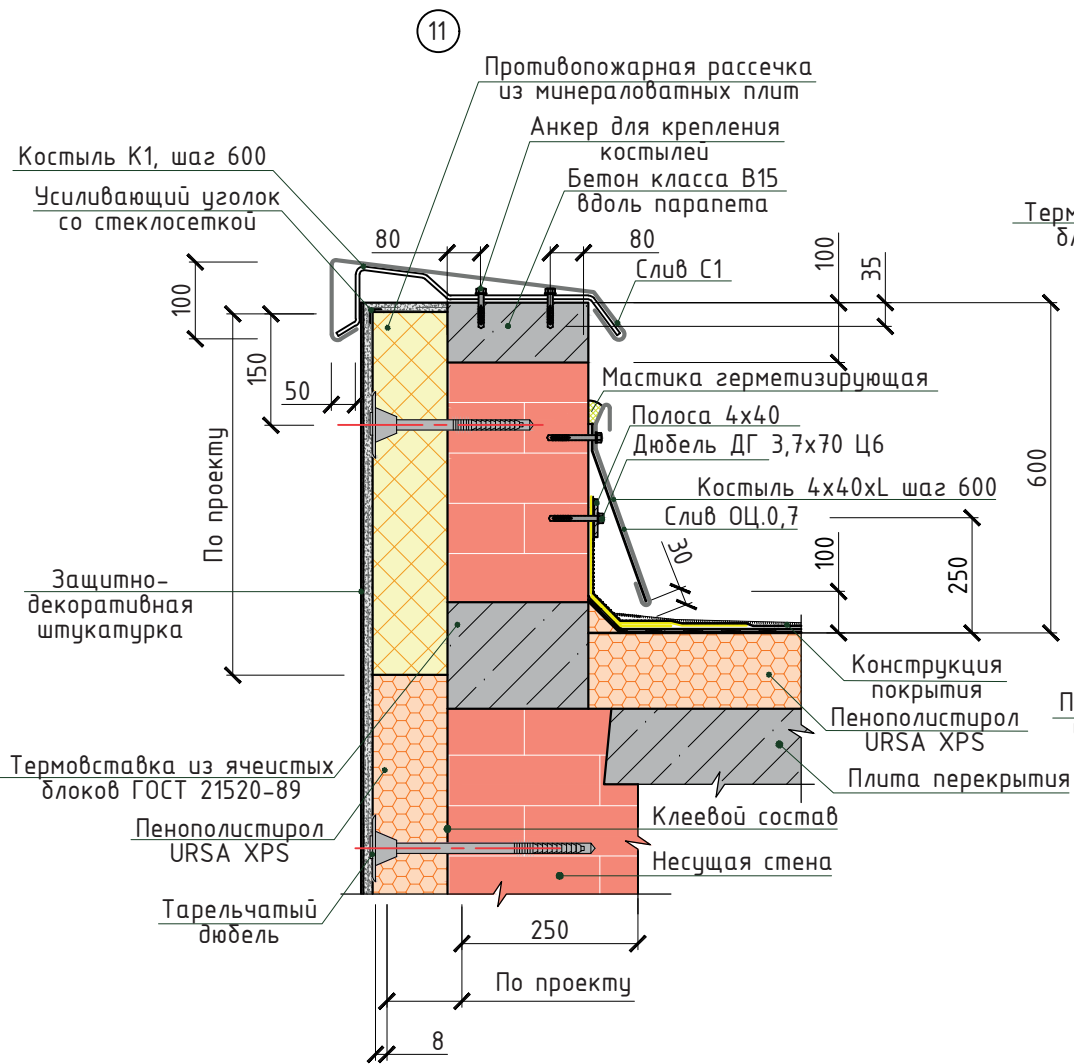 11
Противопожарная рассечка
из минераловатных плит
Анкер для крепления
костылей
Костыль К1, шаг 600
Бетон класса В15
вдоль парапета
Усиливающий уголок
со стеклосеткой
Терм
бл
80
80
Слив С1
100
35
100
150
50
Мастика герметизирующая
Полоса 4х40
Дюбель ДГ 3,7х70 Ц6
Костыль 4х40хL шаг 600
Слив ОЦ.0,7
600
По проекту
30
100
250
Защитно-
декоративная
штукатурка
Конструкция
покрытия
Пенополистирол
URSA XPS
П
Термовставка из ячеистых
блоков ГОСТ 21520-89
Плита перекрытия
Пенополистирол
URSA XPS
Клеевой состав
Несущая стена
Тарельчатый
дюбель
250
По проекту
8